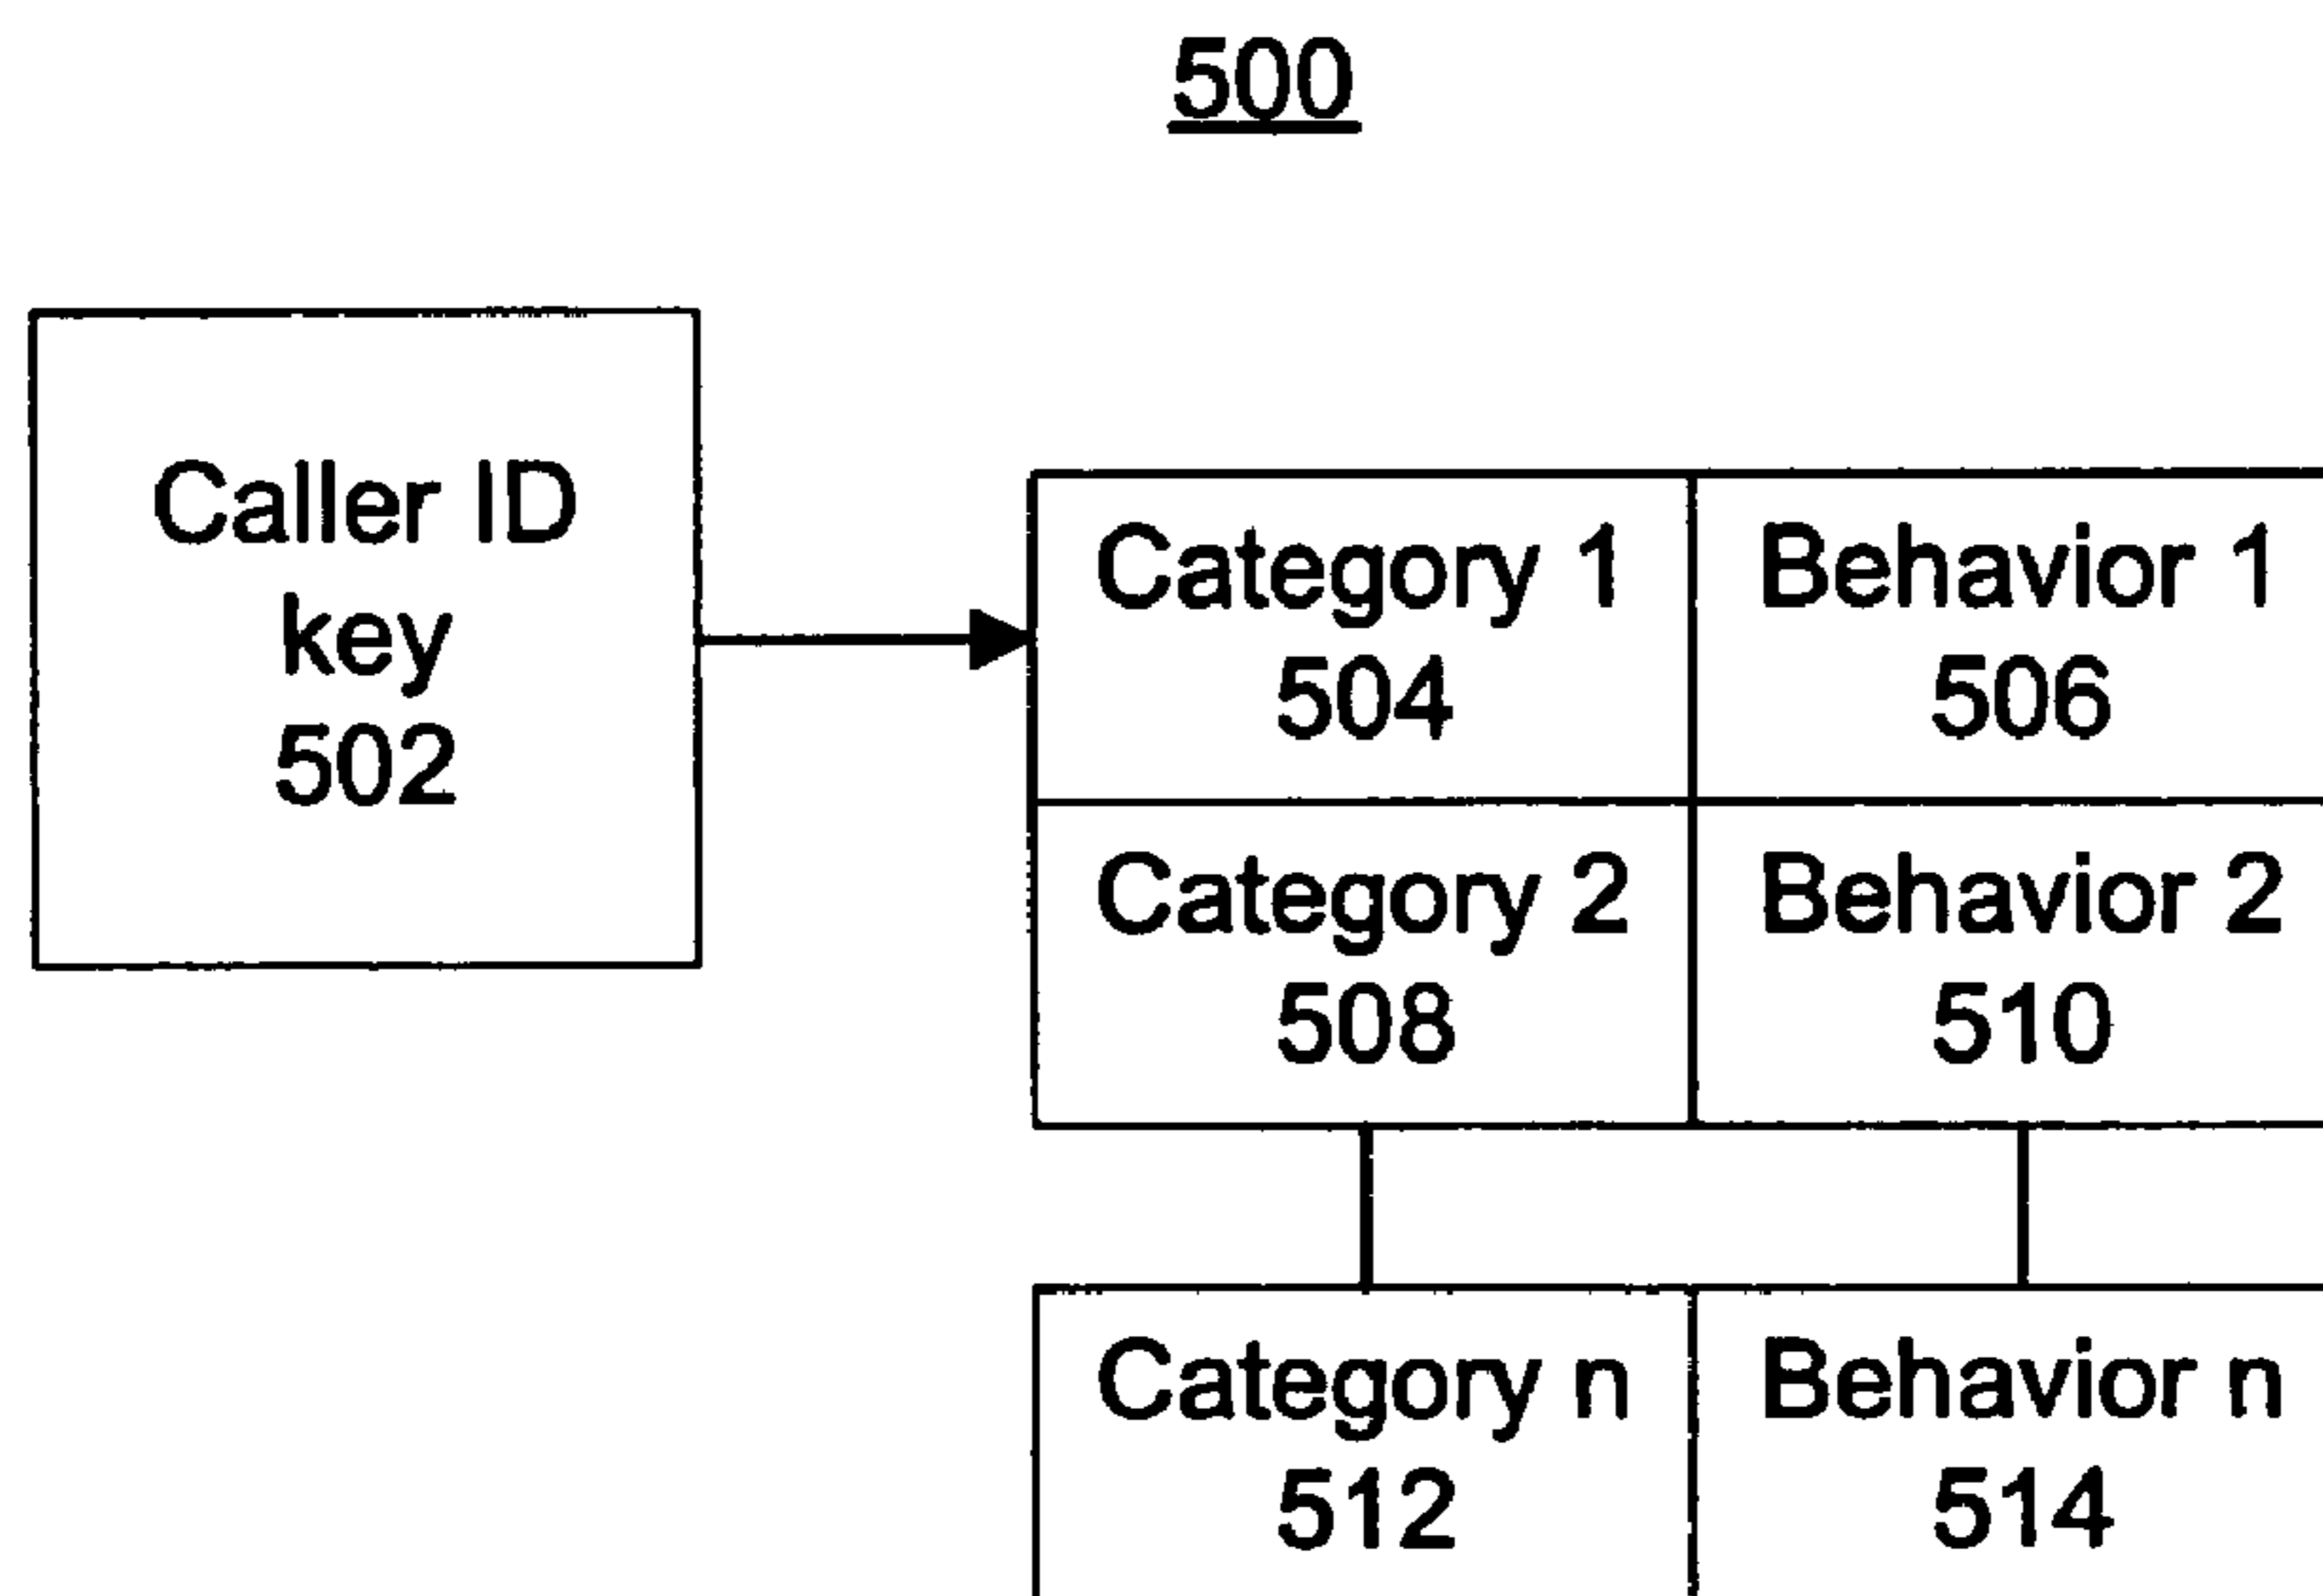 500
Caller ID
key
502
Category 1
504
Behavior 1
506
Category 2
508
Behavior 2
510
Category n
512
Behavior n
514